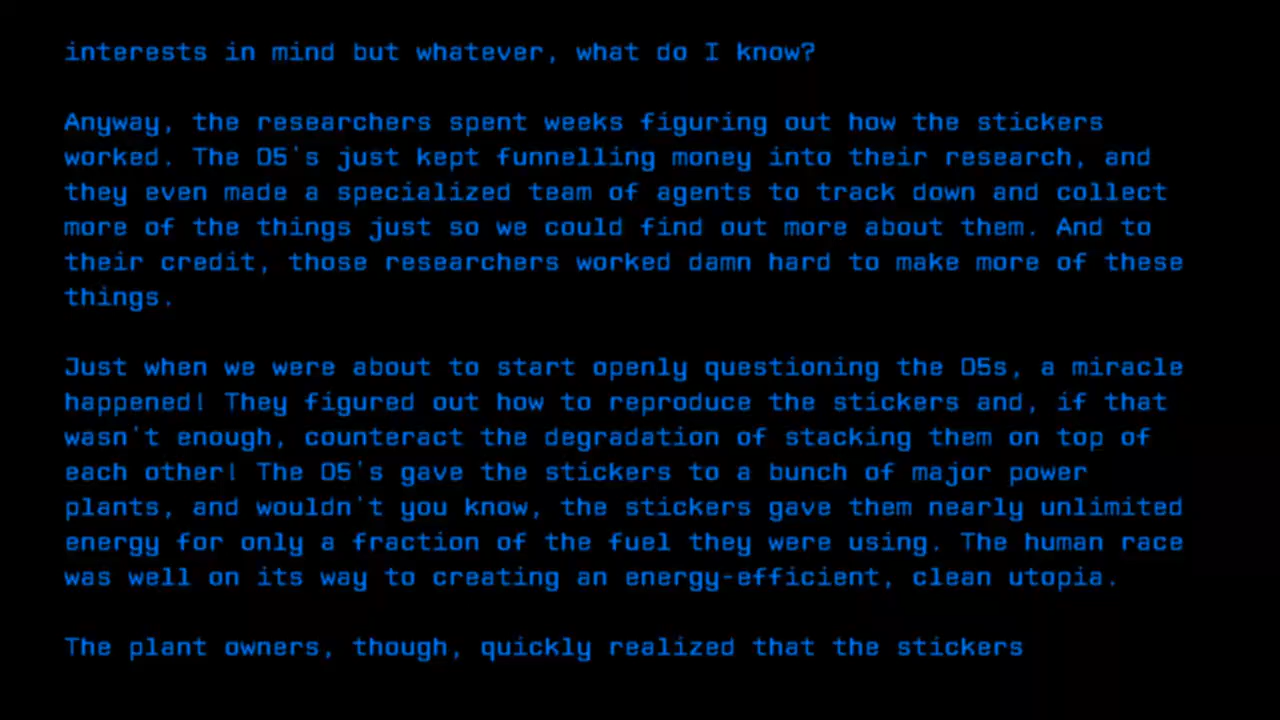 interests in mind but whatever, what do I know?
Anyway, the researchers spent weeks figuring out how the stickers
worked. The O5's just kept funnelling money into their research, and
they even made a specialized team of agents to track down and collect
more of the things just so we could find out more about them. And to
their credit, those researchers worked damn hard to make more of these
things.
Just when we were about to start openly questioning the O5s, a miracle
happened! They figured out how to reproduce the stickers and, if that
wasn't enough, counteract the degradation of stacking them on top of
each other! The O5's gave the stickers to a bunch of major power
plants, and wouldn't you know, the stickers gave them nearly unlimited
energy for only a fraction of the fuel they were using. The human race
was well on its way to creating an energy-efficient, clean utopia.
The plant owners, though, quickly realized that the stickers